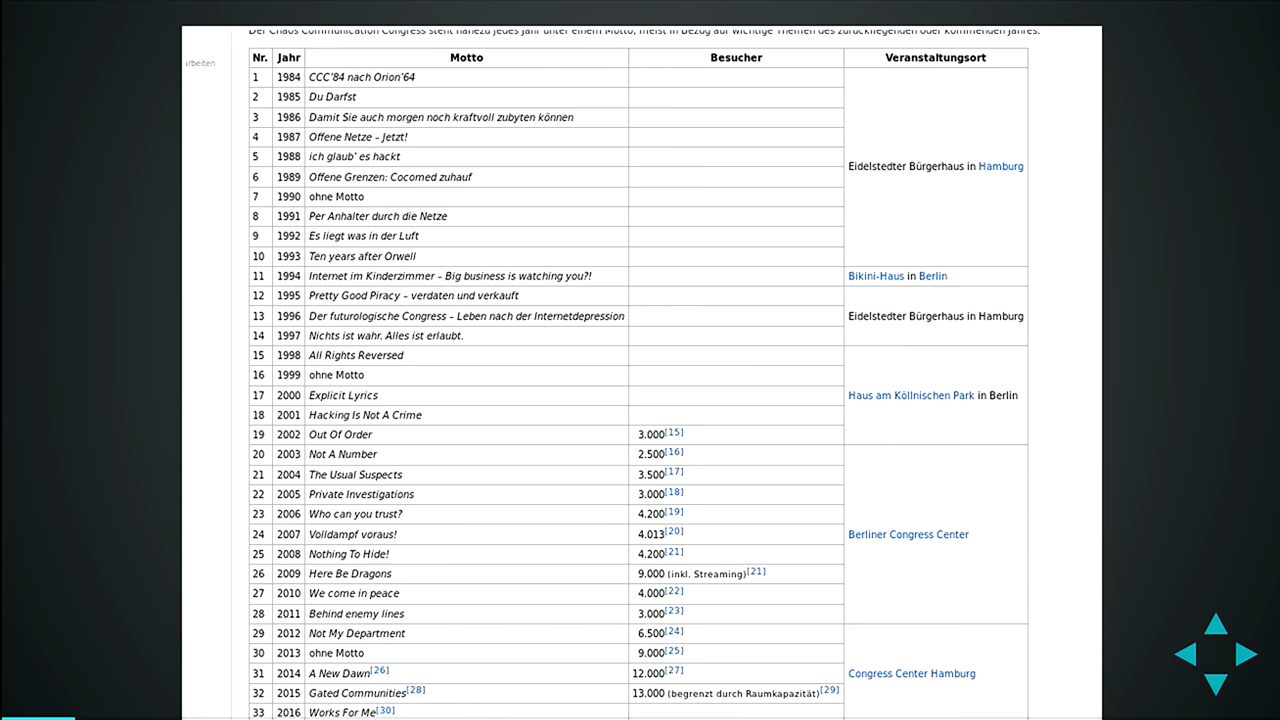 Der Chaos Communication Congress steht nahezu jedes Jahr unter einem Motto, meist in Bezug auf wichtige Themen des zurückliegenden oder kommenden Jahres.
arbeiten
Nr. Jahr Motto Besucher Veranstaltungsort
1 1984 CCC'84 nach Orion'64
2 1985 Du Darfst
3 1986 Damit Sie auch morgen noch kraftvoll zubyten können
4 1987 Offene Netze – Jetzt!
5 1988 ich glaub' es hackt
Eidelstedter Bürgerhaus in Hamburg
6 1989 Offene Grenzen: Cocomed zuhauf
7 1990 ohne Motto
8 1991 Per Anhalter durch die Netze
9 1992 Es liegt was in der Luft
10 1993 Ten years after Orwell
11 1994 Internet im Kinderzimmer – Big business is watching you?! Bikini-Haus in Berlin
12 1995 Pretty Good Piracy – verdaten und verkauft
13 1996 Der futurologische Congress – Leben nach der Internetdepression Eidelstedter Bürgerhaus in Hamburg
14 1997 Nichts ist wahr. Alles ist erlaubt.
15 1998 All Rights Reversed
16 1999 ohne Motto
17 2000 Explicit Lyrics Haus am Köllnischen Park in Berlin
18 2001 Hacking Is Not A Crime
19 2002 Out Of Order 3.000[15]
20 2003 Not A Number 2.500[16]
21 2004 The Usual Suspects 3.500[17]
22 2005 Private Investigations 3.000[18]
23 2006 Who can you trust? 4.200[19]
24 2007 Volldampf voraus! 4.013[20] Berliner Congress Center
25 2008 Nothing To Hide! 4.200[21]
26 2009 Here Be Dragons 9.000 (inkl. Streaming)[21]
27 2010 We come in peace 4.000[22]
28 2011 Behind enemy lines 3.000[23]
29 2012 Not My Department 6.500[24]
30 2013 ohne Motto 9.000[25]
31 2014 A New Dawn[26] 12.000[27] Congress Center Hamburg
32 2015 Gated Communities[28] 13.000 (begrenzt durch Raumkapazität)[29]
33 2016 Works For Me[30]